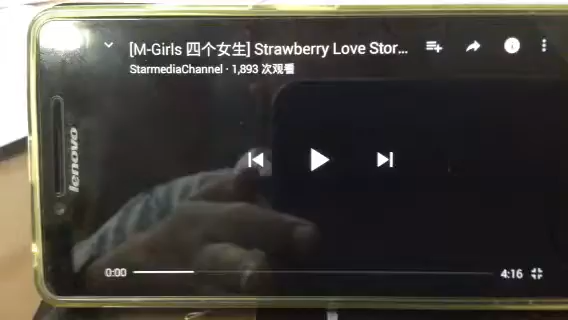 [M-Girls 四个女生] Strawberry Love Stor...
StarmediaChannel · 1,893 次观看
lenovo
0:00
4:16